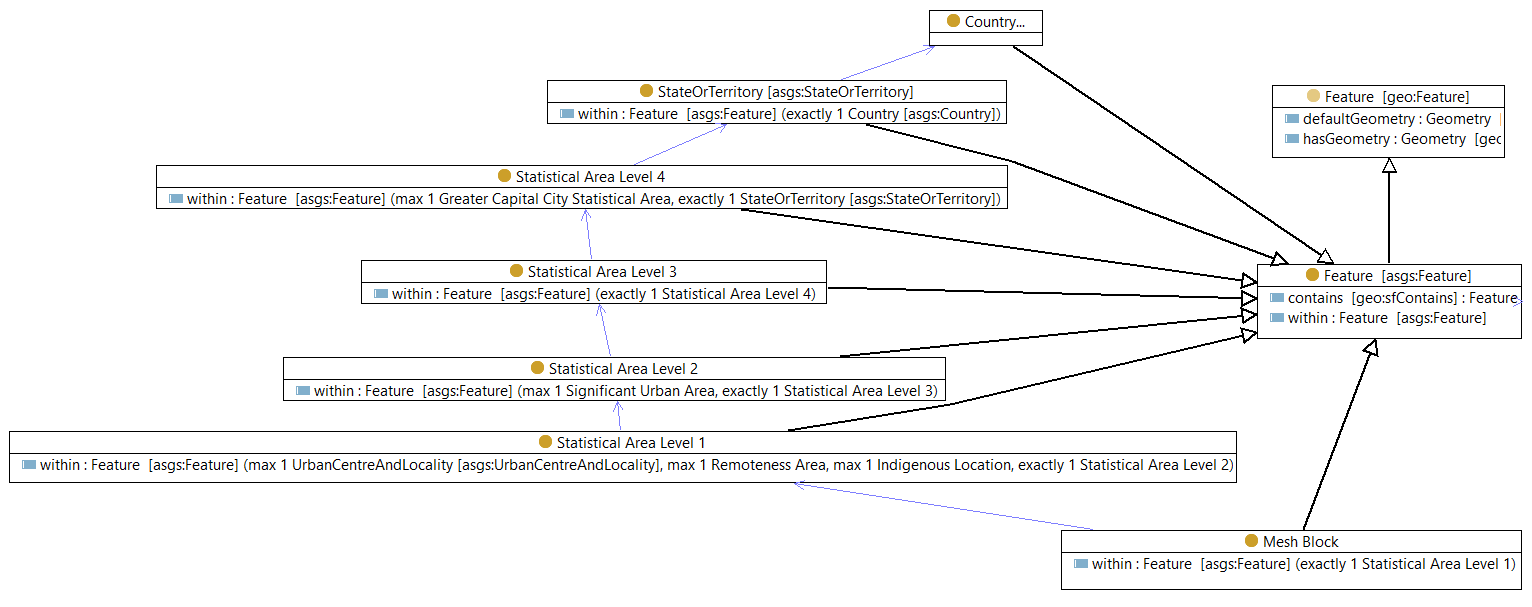 Country...
StateOrTerritory [asgs:StateOrTerritory]
within : Feature [asgs:Feature] (exactly 1 Country [asgs:Country])
Feature [geo:Feature]
defaultGeometry : Geometry
hasGeometry : Geometry [geo
Statistical Area Level 4
within : Feature [asgs:Feature] (max 1 Greater Capital City Statistical Area, exactly 1 StateOrTerritory [asgs:StateOrTerritory])
Statistical Area Level 3
within : Feature [asgs:Feature] (exactly 1 Statistical Area Level 4)
Feature [asgs:Feature]
contains [geo:sfContains] : Feature
within : Feature [asgs:Feature]
Statistical Area Level 2
within : Feature [asgs:Feature] (max 1 Significant Urban Area, exactly 1 Statistical Area Level 3)
Statistical Area Level 1
within : Feature [asgs:Feature] (max 1 UrbanCentreAndLocality [asgs:UrbanCentreAndLocality], max 1 Remoteness Area, max 1 Indigenous Location, exactly 1 Statistical Area Level 2)
Mesh Block
within : Feature [asgs:Feature] (exactly 1 Statistical Area Level 1)